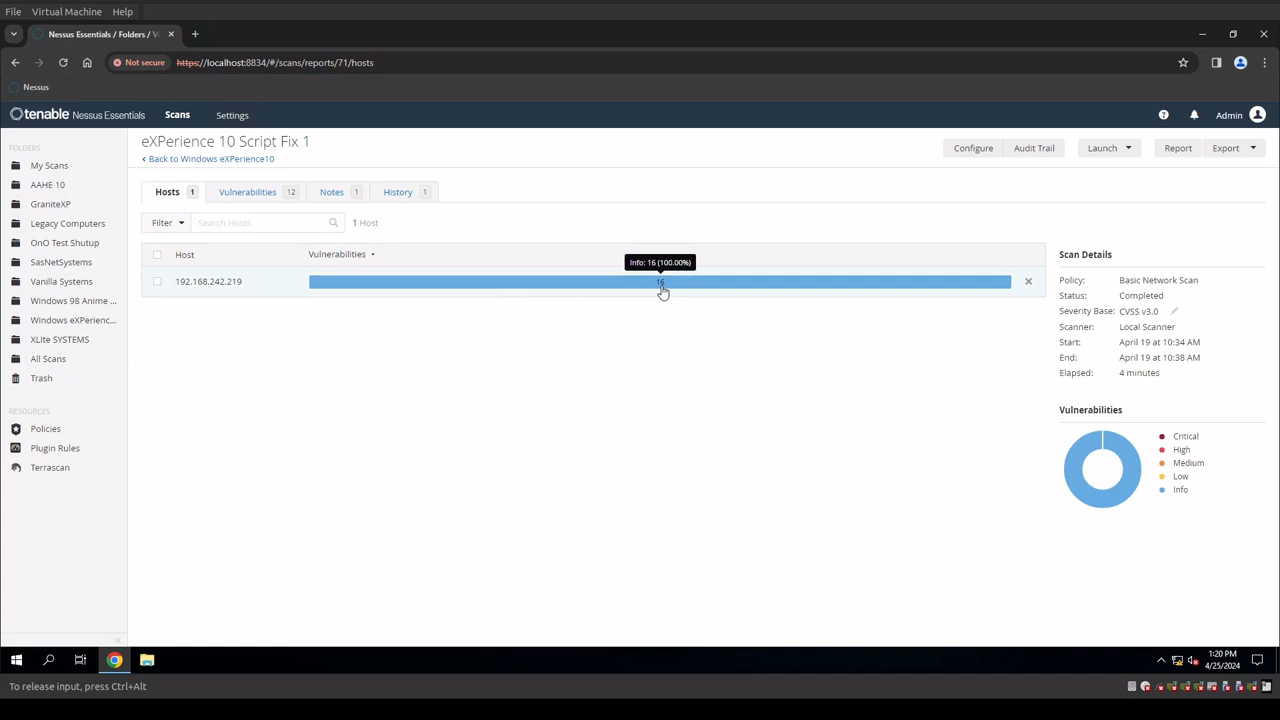 File Virtual Machine Help
Nessus Essentials / Folders / Vi
Not secure https://localhost:8834/#/scans/reports/71/hosts
Nessus
tenable Nessus Essentials Scans Settings Admin
FOLDERS
My Scans
AAHE 10
GraniteXP
Legacy Computers
OnO Test Shutup
SasNetSystems
Vanilla Systems
Windows 98 Anime ...
Windows eXPerienc...
XLIte SYSTEMS
All Scans
Trash
RESOURCES
Policies
Plugin Rules
Terrascan
eXPerience 10 Script Fix 1
Back to Windows eXPerience10
Configure Audit Trail Launch Report Export
Hosts 1 Vulnerabilities 12 Notes 1 History 1
Filter Search Hosts 1 Host
Host Vulnerabilities
Info: 16 (100.00%)
192.168.242.219 16
Scan Details
Policy: Basic Network Scan
Status: Completed
Severity Base: CVSS v3.0
Scanner: Local Scanner
Start: April 19 at 10:34 AM
End: April 19 at 10:38 AM
Elapsed: 4 minutes
Vulnerabilities
Critical
High
Medium
Low
Info
1:20 PM
4/25/2024
To release input, press Ctrl+Alt